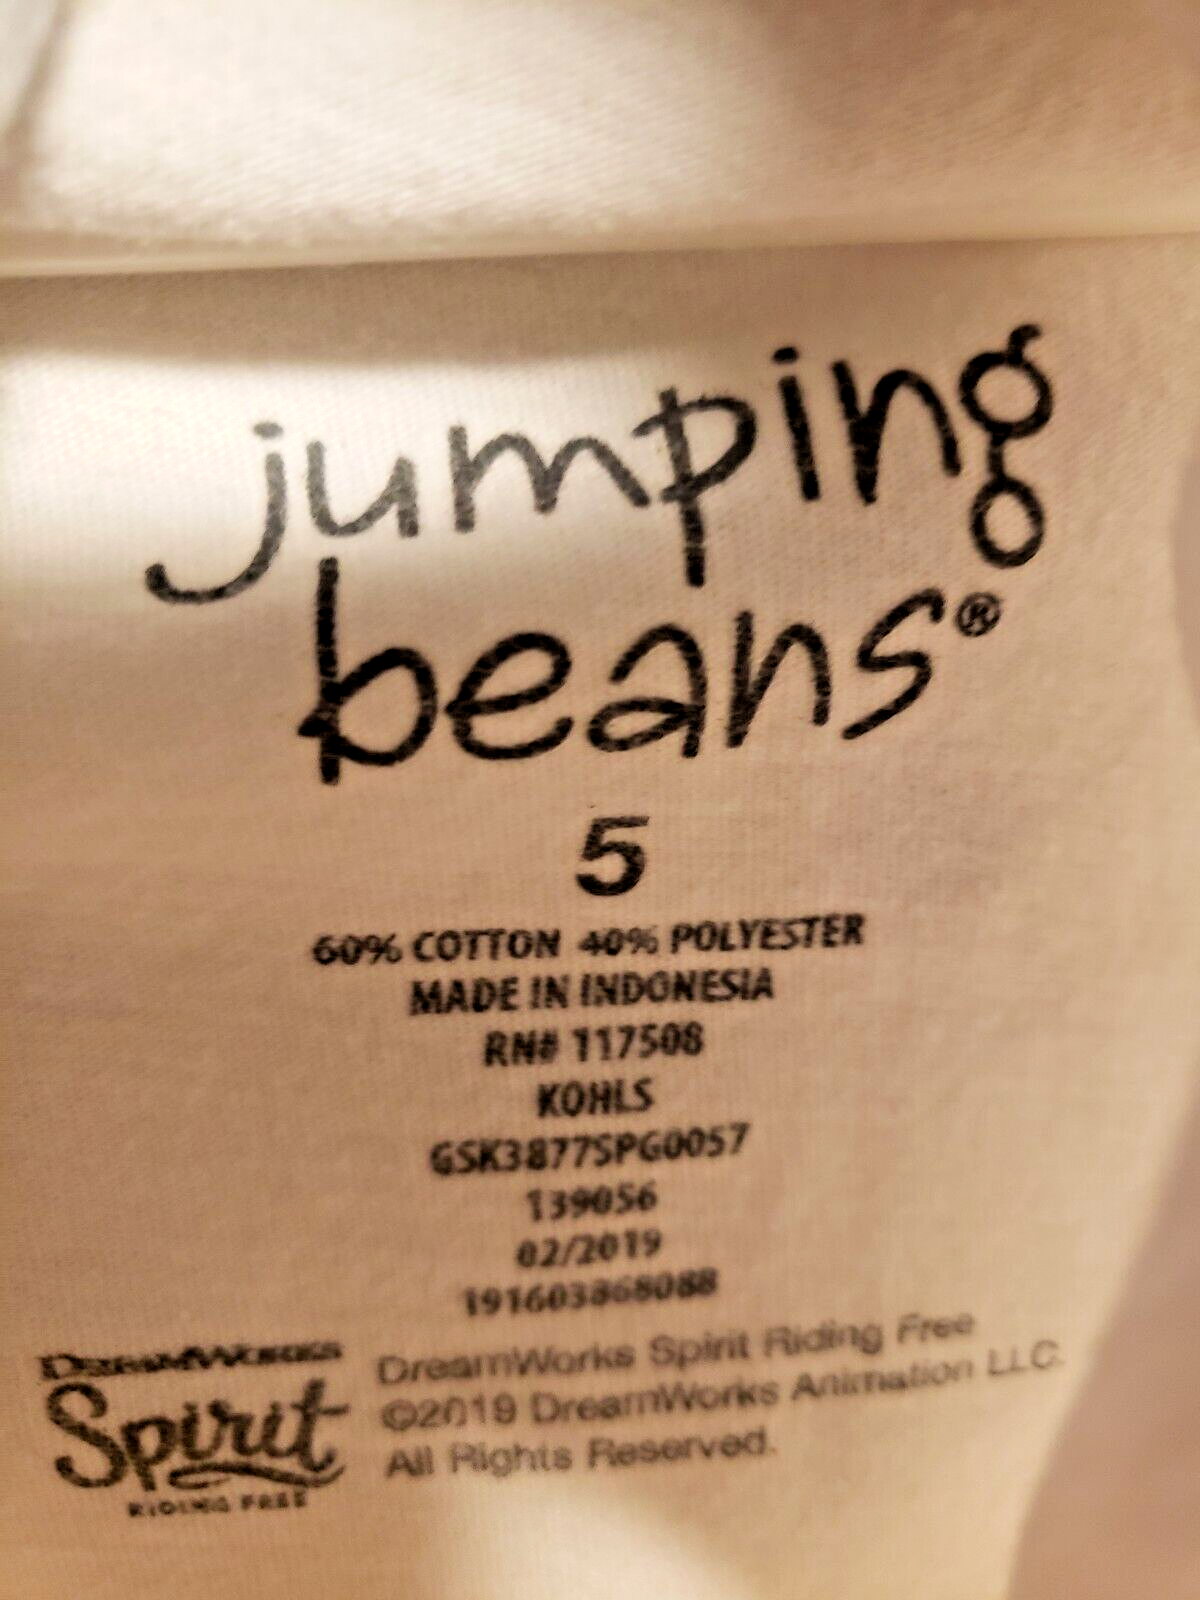 jumping
beans®
5
60% COTTON 40% POLYESTER
MADE IN INDONESIA
RN# 117508
KOHLS
GSK3877SPG0057
139056
02/2019
191603868088
DREAMWORKS
Spirit
RIDING FREE
DreamWorks Spirit Riding Free
©2019 DreamWorks Animation LLC.
All Rights Reserved.